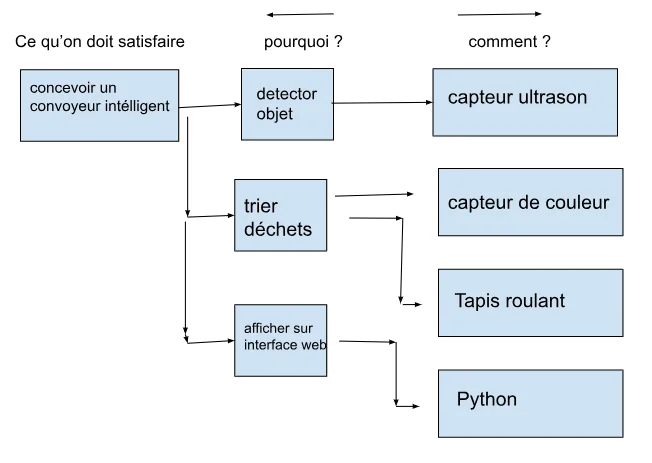 Ce qu'on doit satisfaire
pourquoi ?
comment ?
concevoir un
convoyeur intélligent
detector
objet
capteur ultrason
trier
déchets
capteur de couleur
Tapis roulant
afficher sur
interface web
Python